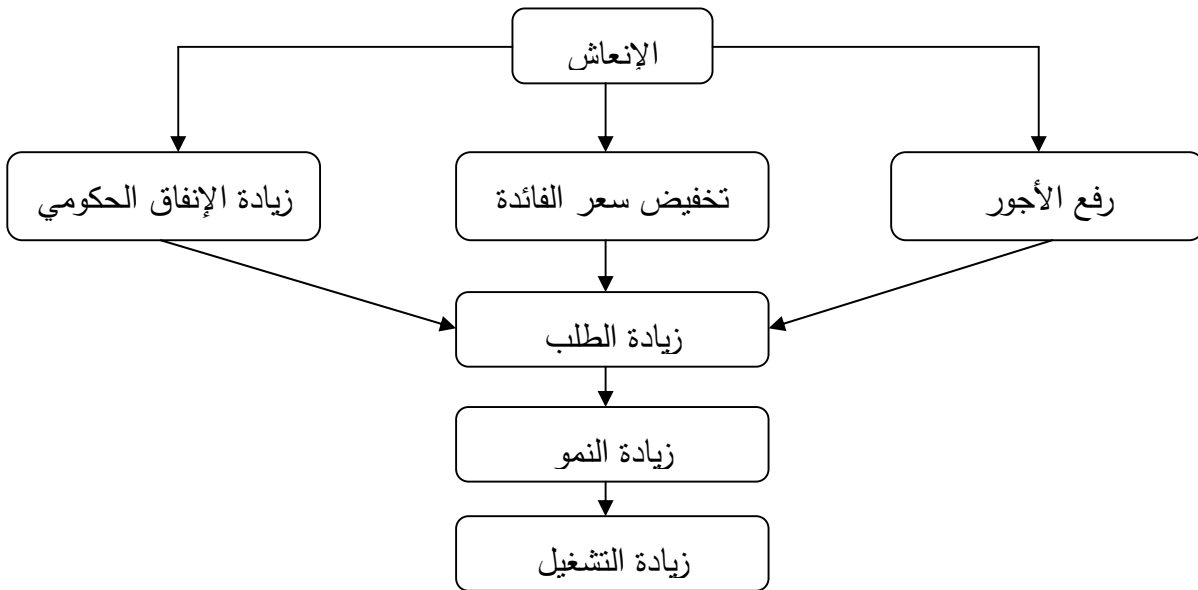 الإنعاش
رفع الأجور
تخفيض سعر الفائدة
زيادة الإنفاق الحكومي
زيادة الطلب
زيادة النمو
زيادة التشغيل